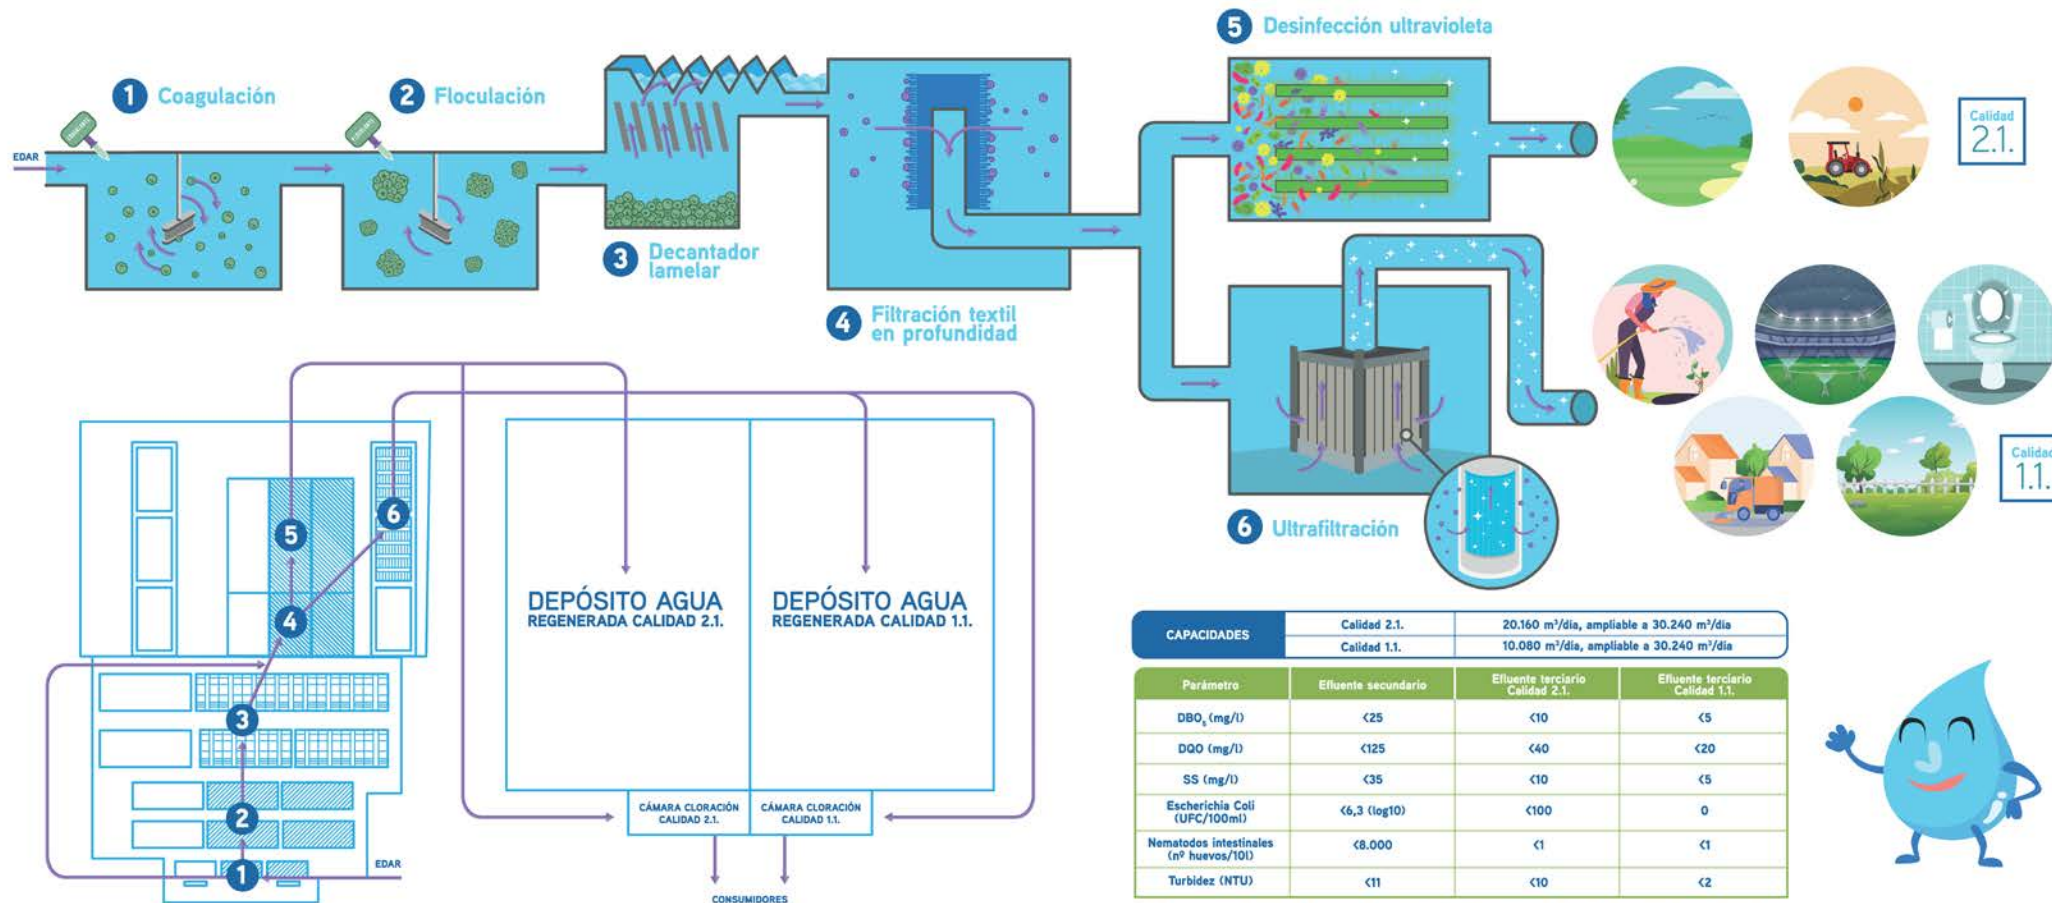 1 Coagulación
2 Floculación
EDAR
3 Decantador
lamelar
4 Filtración textil
en profundidad
5 Desinfección ultravioleta
Calidad
2.1.
6 Ultrafiltración
Calidad
1.1.
5
6
4
3
2
1
EDAR
DEPÓSITO AGUA
REGENERADA CALIDAD 2.1.
DEPÓSITO AGUA
REGENERADA CALIDAD 1.1.
CÁMARA CLORACIÓN
CALIDAD 2.1.
CÁMARA CLORACIÓN
CALIDAD 1.1.
CONSUMIDORES
CAPACIDADES
Calidad 2.1. 20.160 m³/día, ampliable a 30.240 m³/día
Calidad 1.1. 10.080 m³/día, ampliable a 30.240 m³/día
Parámetro Efluente secundario Efluente terciario Calidad 2.1. Efluente terciario Calidad 1.1.
DBO₅ (mg/l) <25 <10 <5
DQO (mg/l) <125 <40 <20
SS (mg/l) <35 <10 <5
Escherichia Coli (UFC/100ml) <6,3 (log10) <100 0
Nematodos intestinales (nº huevos/10l) <8.000 <1 <1
Turbidez (NTU) <11 <10 <2